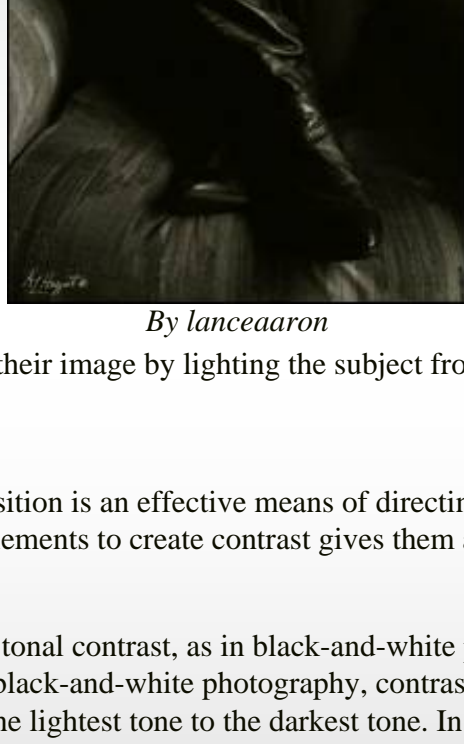 By lanceaaron
their image by lighting the subject fro
sition is an effective means of directin
ements to create contrast gives them a
tonal contrast, as in black-and-white
black-and-white photography, contras
ne lightest tone to the darkest tone. In